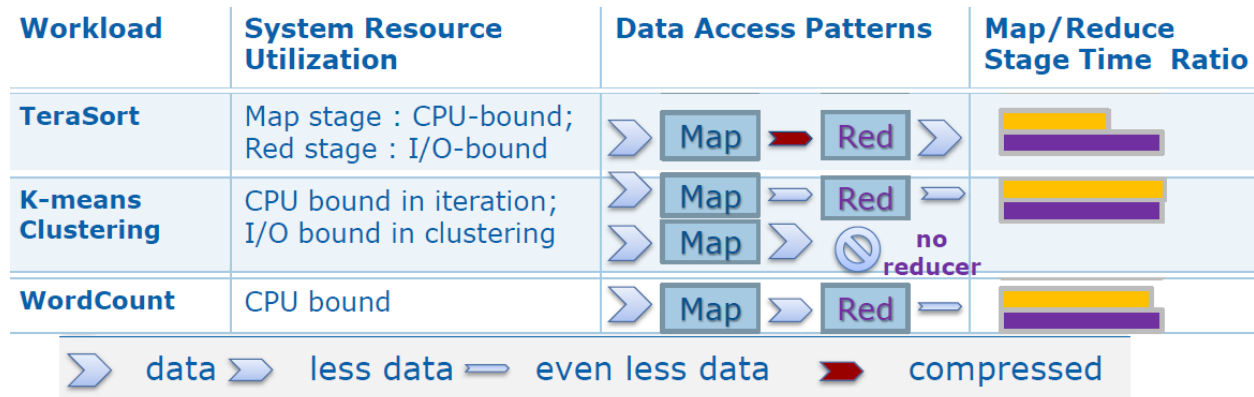 Workload
System Resource
Utilization
Data Access Patterns
Map/Reduce
Stage Time Ratio
TeraSort
Map stage : CPU-bound;
Red stage : I/O-bound
Map
Red
K-means
Clustering
CPU bound in iteration;
I/O bound in clustering
Map
Red
Map
no
reducer
WordCount
CPU bound
Map
Red
data
less data
even less data
compressed